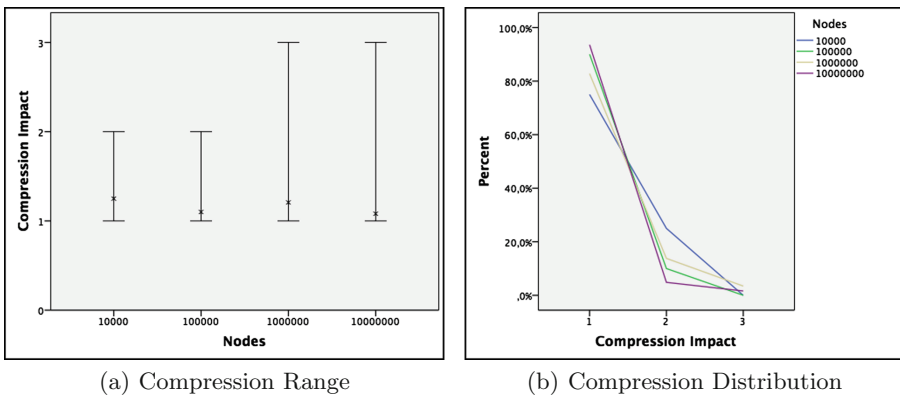 Compression Impact
3
2
1
0
10000 100000 1000000 10000000
Nodes
(a) Compression Range
Percent
100,0%
80,0%
60,0%
40,0%
20,0%
,0%
1 2 3
Compression Impact
Nodes
10000
100000
1000000
10000000
(b) Compression Distribution